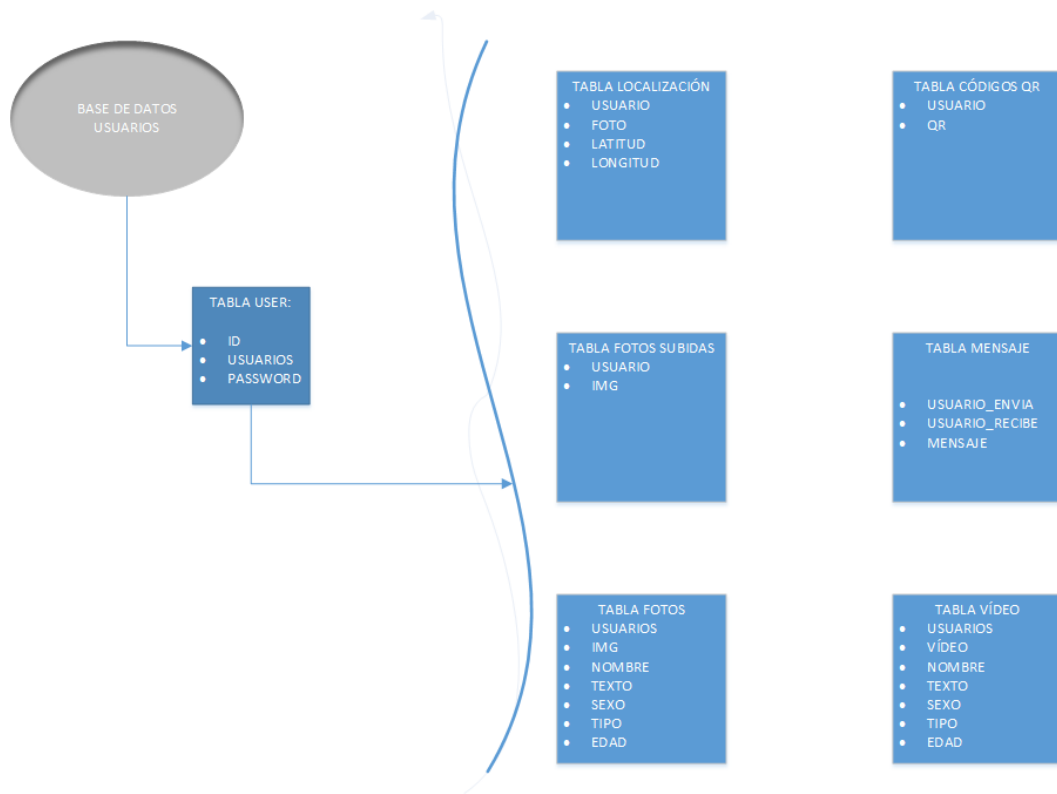 BASE DE DATOS
USUARIOS
TABLA USER:
ID
USUARIOS
PASSWORD
TABLA LOCALIZACIÓN
USUARIO
FOTO
LATITUD
LONGITUD
TABLA CÓDIGOS QR
USUARIO
QR
TABLA FOTOS SUBIDAS
USUARIO
IMG
TABLA MENSAJE
USUARIO_ENVIA
USUARIO_RECIBE
MENSAJE
TABLA FOTOS
USUARIOS
IMG
NOMBRE
TEXTO
SEXO
TIPO
EDAD
TABLA VÍDEO
USUARIOS
VÍDEO
NOMBRE
TEXTO
SEXO
TIPO
EDAD